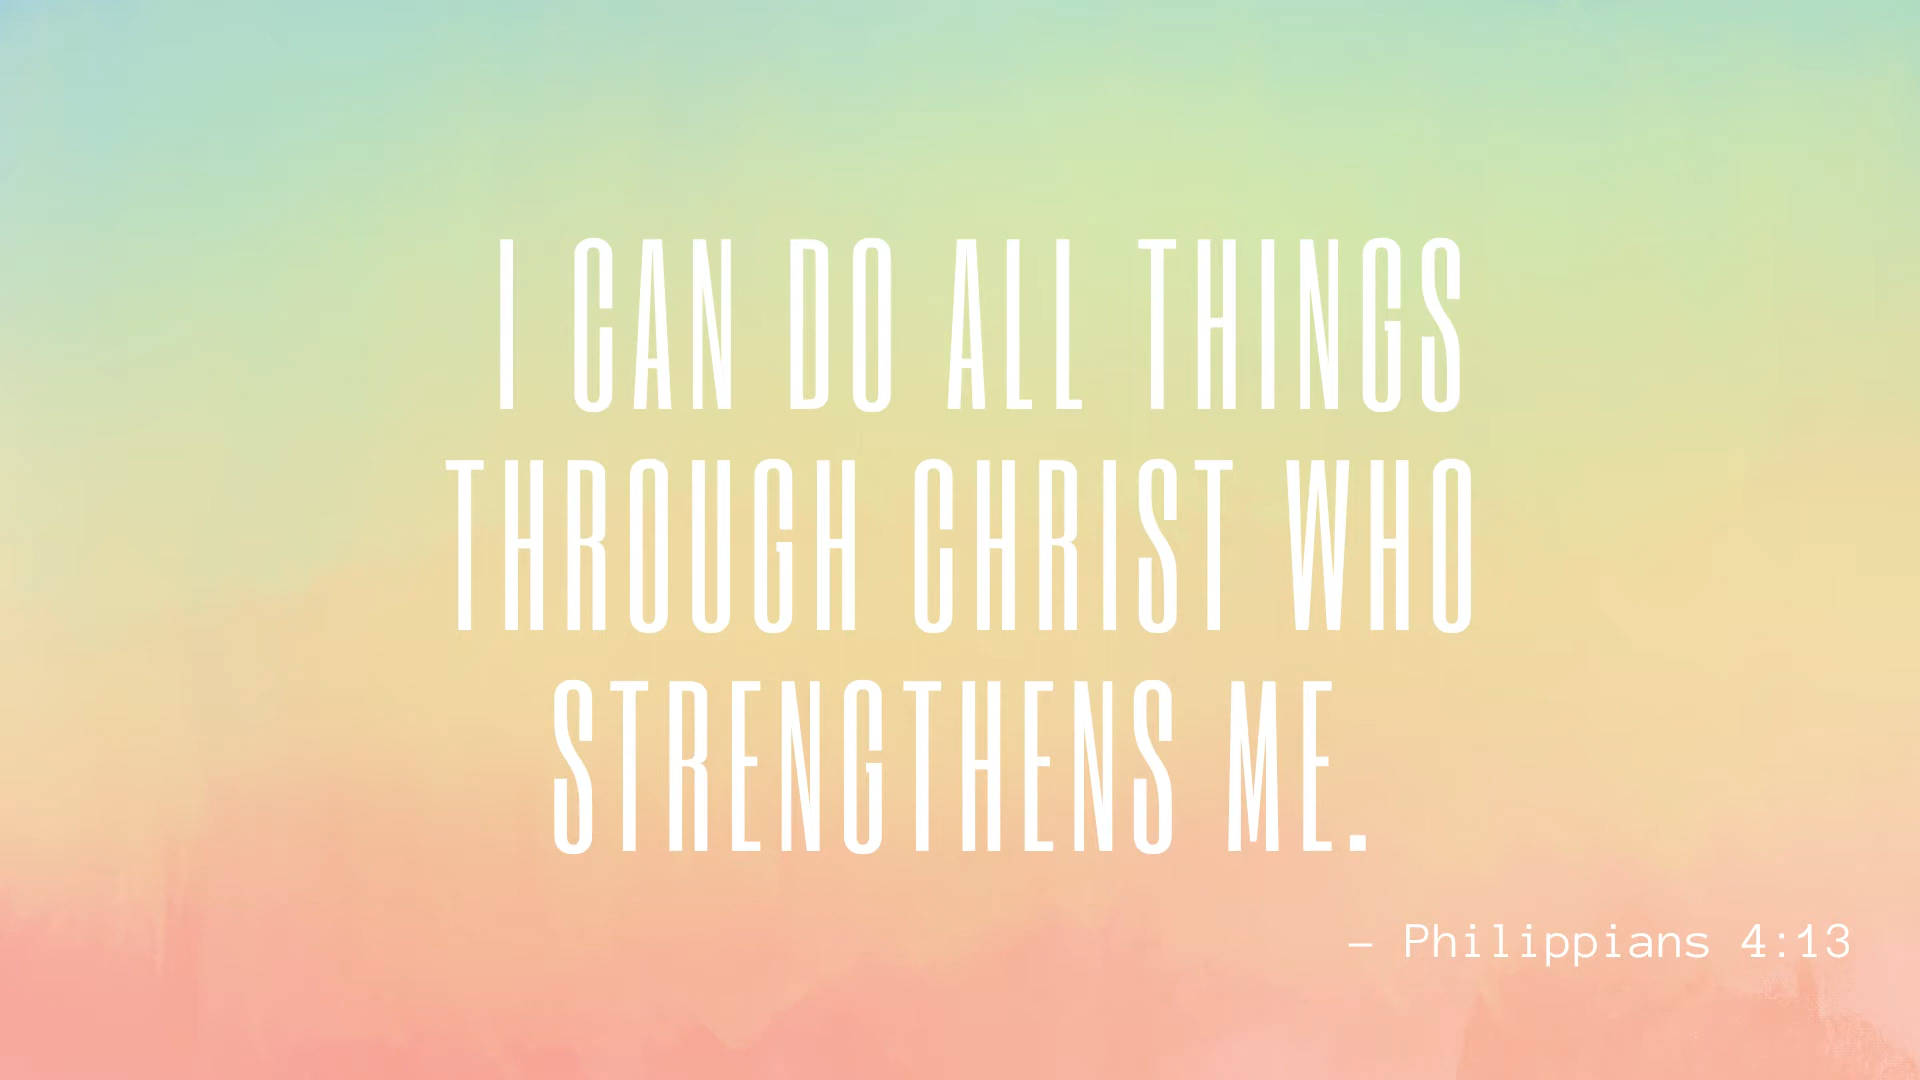 I CAN DO ALL THINGS
THROUGH CHRIST WHO
STRENGTHENS ME.
– Philippians 4:13